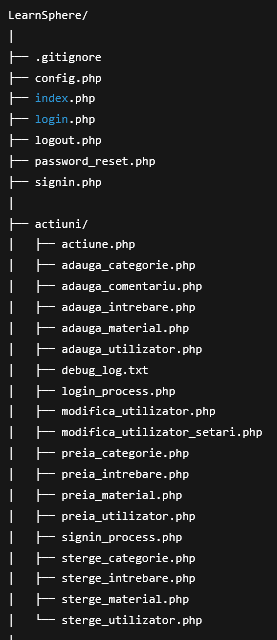 LearnSphere/
│
├── .gitignore
├── config.php
├── index.php
├── login.php
├── logout.php
├── password_reset.php
├── signin.php
│
├── actiuni/
│   ├── actiune.php
│   ├── adauga_categorie.php
│   ├── adauga_comentariu.php
│   ├── adauga_intrebare.php
│   ├── adauga_material.php
│   ├── adauga_utilizator.php
│   ├── debug_log.txt
│   ├── login_process.php
│   ├── modifica_utilizator.php
│   ├── modifica_utilizator_setari.php
│   ├── preia_categorie.php
│   ├── preia_intrebare.php
│   ├── preia_material.php
│   ├── preia_utilizator.php
│   ├── signin_process.php
│   ├── sterge_categorie.php
│   ├── sterge_intrebare.php
│   ├── sterge_material.php
│   └── sterge_utilizator.php